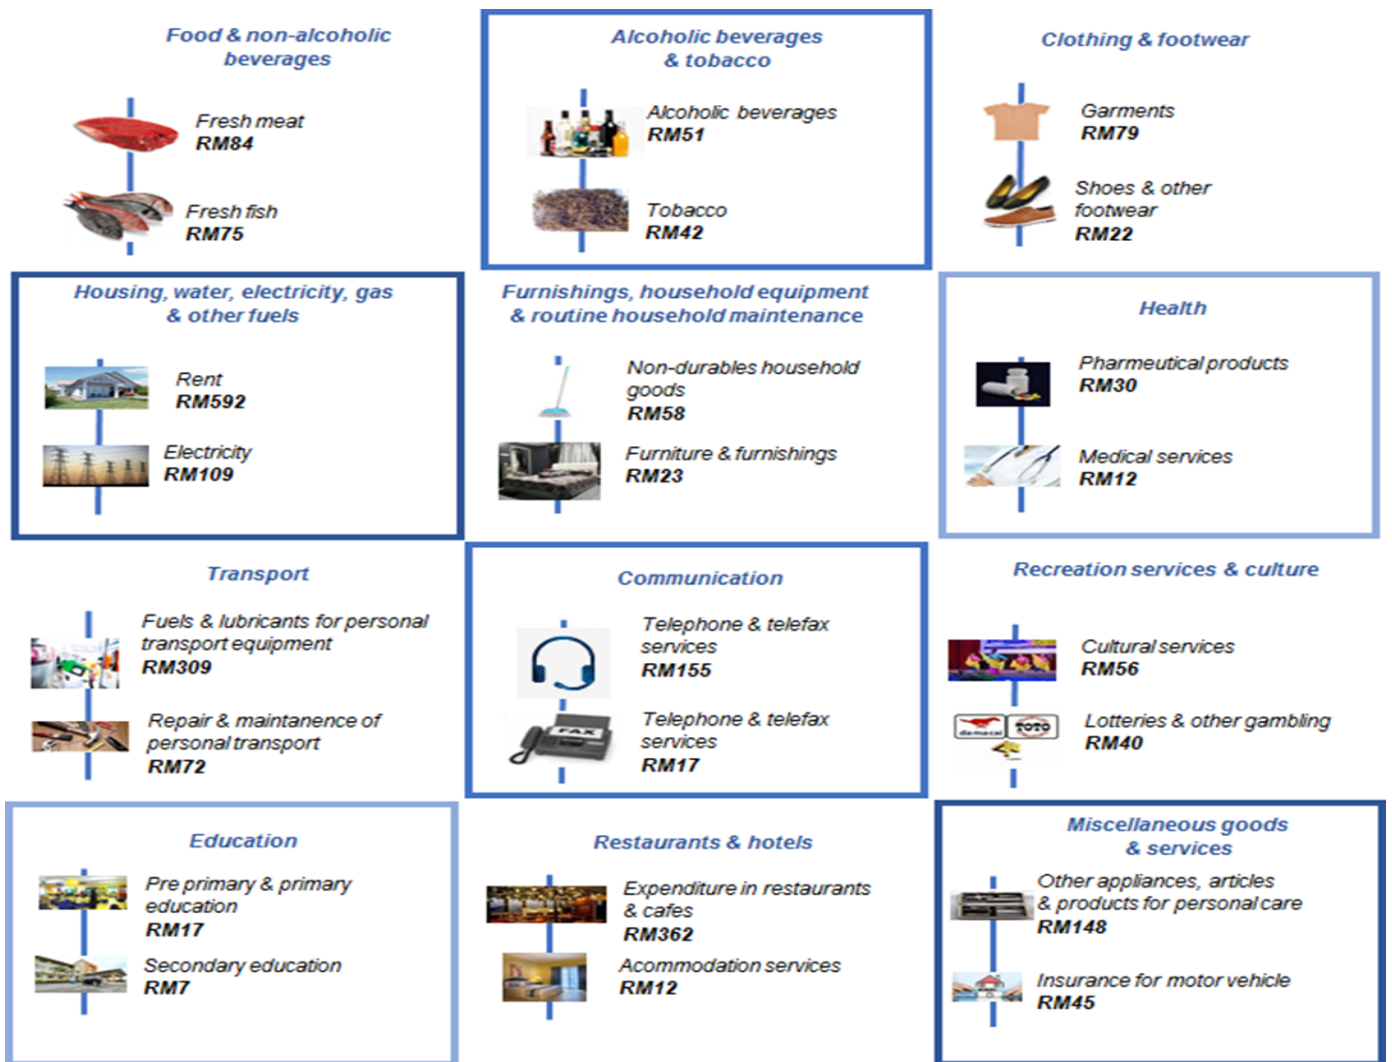 Food & non-alcoholic
beverages
Fresh meat
RM84
Fresh fish
RM75
Alcoholic beverages
& tobacco
Alcoholic beverages
RM51
Tobacco
RM42
Clothing & footwear
Garments
RM79
Shoes & other
footwear
RM22
Housing, water, electricity, gas
& other fuels
Rent
RM592
Electricity
RM109
Furnishings, household equipment
& routine household maintenance
Non-durables household
goods
RM58
Furniture & furnishings
RM23
Health
Pharmeutical products
RM30
Medical services
RM12
Transport
Fuels & lubricants for personal
transport equipment
RM309
Repair & maintanence of
personal transport
RM72
Communication
Telephone & telefax
services
RM155
FAX
Telephone & telefax
services
RM17
Recreation services & culture
Cultural services
RM56
damacai
TOTO
Lotteries & other gambling
RM40
Education
Pre primary & primary
education
RM17
Secondary education
RM7
Restaurants & hotels
Expenditure in restaurants
& cafes
RM362
Acommodation services
RM12
Miscellaneous goods
& services
Other appliances, articles
& products for personal care
RM148
Insurance for motor vehicle
RM45